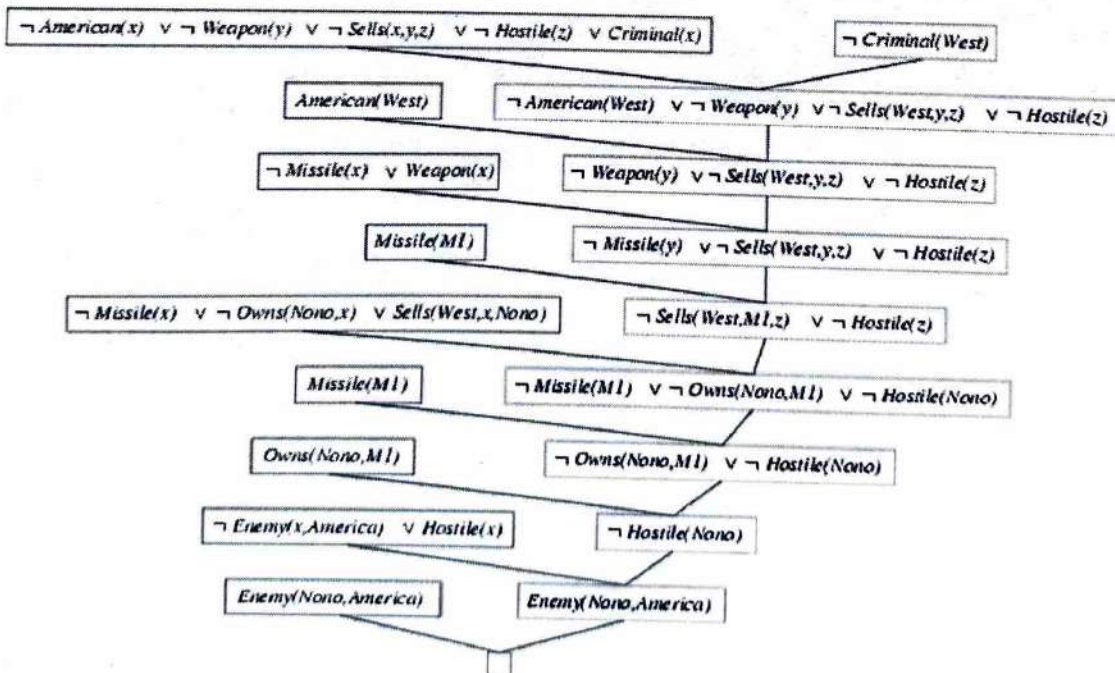 ¬ American(x) ∨ ¬ Weapon(y) ∨ ¬ Sells(x,y,z) ∨ ¬ Hostile(z) ∨ Criminal(x)
¬ Criminal(West)
American(West)
¬ American(West) ∨ ¬ Weapon(y) ∨ ¬ Sells(West,y,z) ∨ ¬ Hostile(z)
¬ Missile(x) ∨ Weapon(x)
¬ Weapon(y) ∨ ¬ Sells(West,y,z) ∨ ¬ Hostile(z)
Missile(M1)
¬ Missile(y) ∨ ¬ Sells(West,y,z) ∨ ¬ Hostile(z)
¬ Missile(x) ∨ ¬ Owns(Nono,x) ∨ Sells(West,x,Nono)
¬ Sells(West,M1,z) ∨ ¬ Hostile(z)
Missile(M1)
¬ Missile(M1) ∨ ¬ Owns(Nono,M1) ∨ ¬ Hostile(Nono)
Owns(Nono,M1)
¬ Owns(Nono,M1) ∨ ¬ Hostile(Nono)
¬ Enemy(x,America) ∨ Hostile(x)
¬ Hostile(Nono)
Enemy(Nono,America)
Enemy(Nono,America)